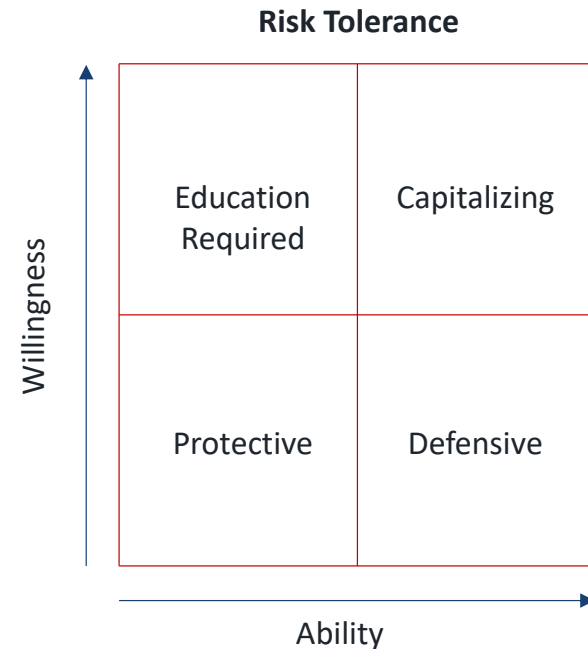 Risk Tolerance
Willingness
Education
Required
Capitalizing
Protective
Defensive
Ability